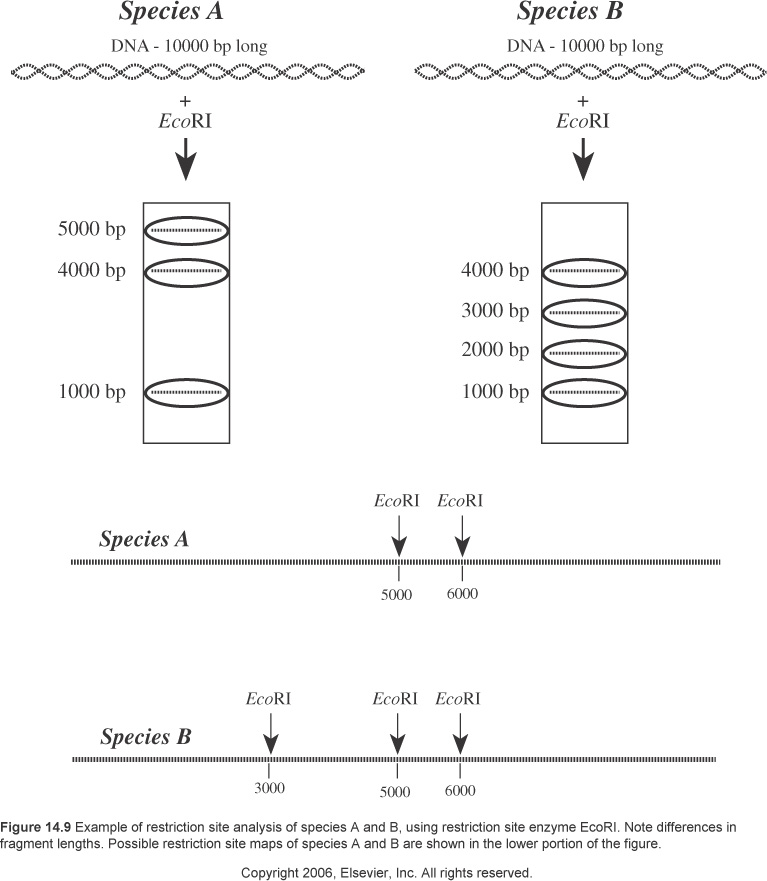 Species A
Species B
DNA - 10000 bp long
DNA - 10000 bp long
+
EcoRI
+
EcoRI
5000 bp
4000 bp
1000 bp
4000 bp
3000 bp
2000 bp
1000 bp
EcoRI EcoRI
Species A
5000 6000
EcoRI EcoRI EcoRI
Species B
3000 5000 6000
Figure 14.9 Example of restriction site analysis of species A and B, using restriction site enzyme EcoRI. Note differences in
fragment lengths. Possible restriction site maps of species A and B are shown in the lower portion of the figure.
Copyright 2006, Elsevier, Inc. All rights reserved.